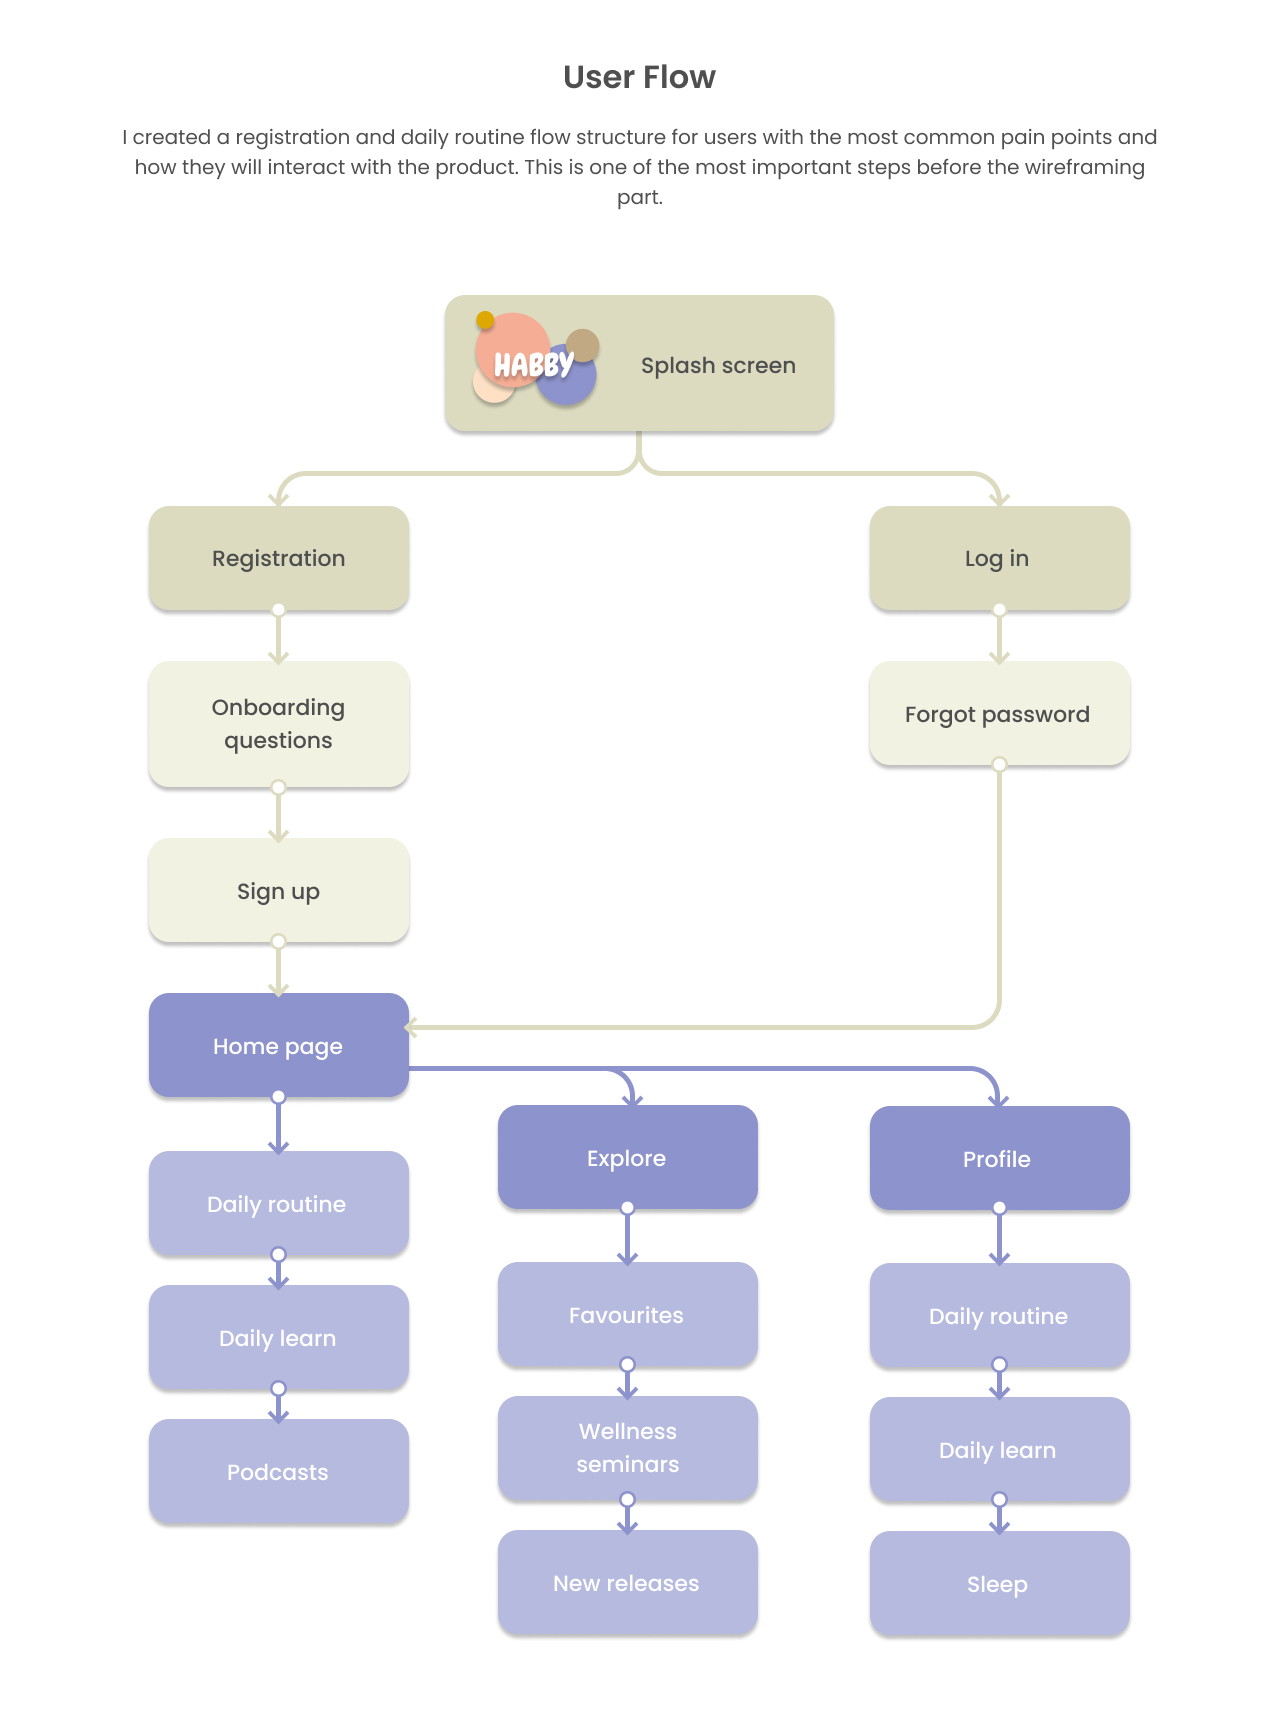 User Flow
I created a registration and daily routine flow structure for users with the most common pain points and
how they will interact with the product. This is one of the most important steps before the wireframing
part.
HABBY
Splash screen
Registration
Log in
Onboarding
questions
Forgot password
Sign up
Home page
Explore
Profile
Daily routine
Favourites
Daily routine
Daily learn
Wellness
seminars
Daily learn
Podcasts
New releases
Sleep